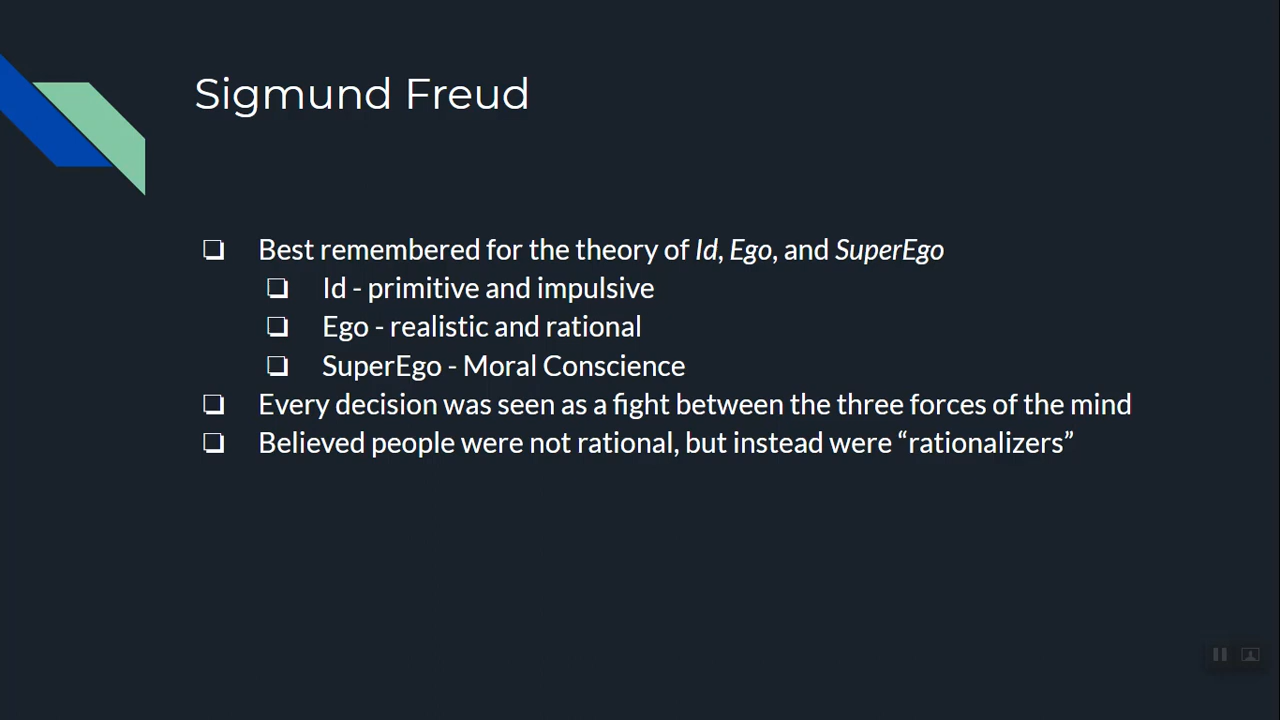 Sigmund Freud
❏ Best remembered for the theory of Id, Ego, and SuperEgo
❏ Id - primitive and impulsive
❏ Ego - realistic and rational
❏ SuperEgo - Moral Conscience
❏ Every decision was seen as a fight between the three forces of the mind
❏ Believed people were not rational, but instead were “rationalizers”